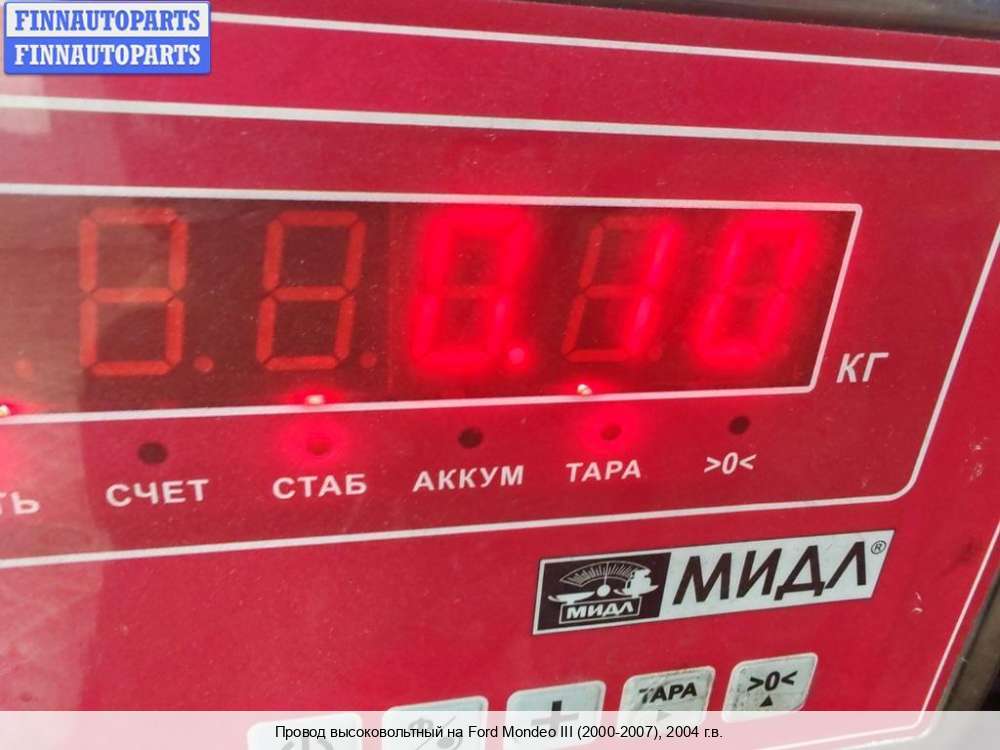 FINNAUTOPARTS
FINNAUTOPARTS
0.10
КГ
СЧЕТ СТАБ АККУМ ТАРА >0<
МИДЛ МИДЛ®
ТАРА >0<
Провод высоковольтный на Ford Mondeo III (2000-2007), 2004 г.в.